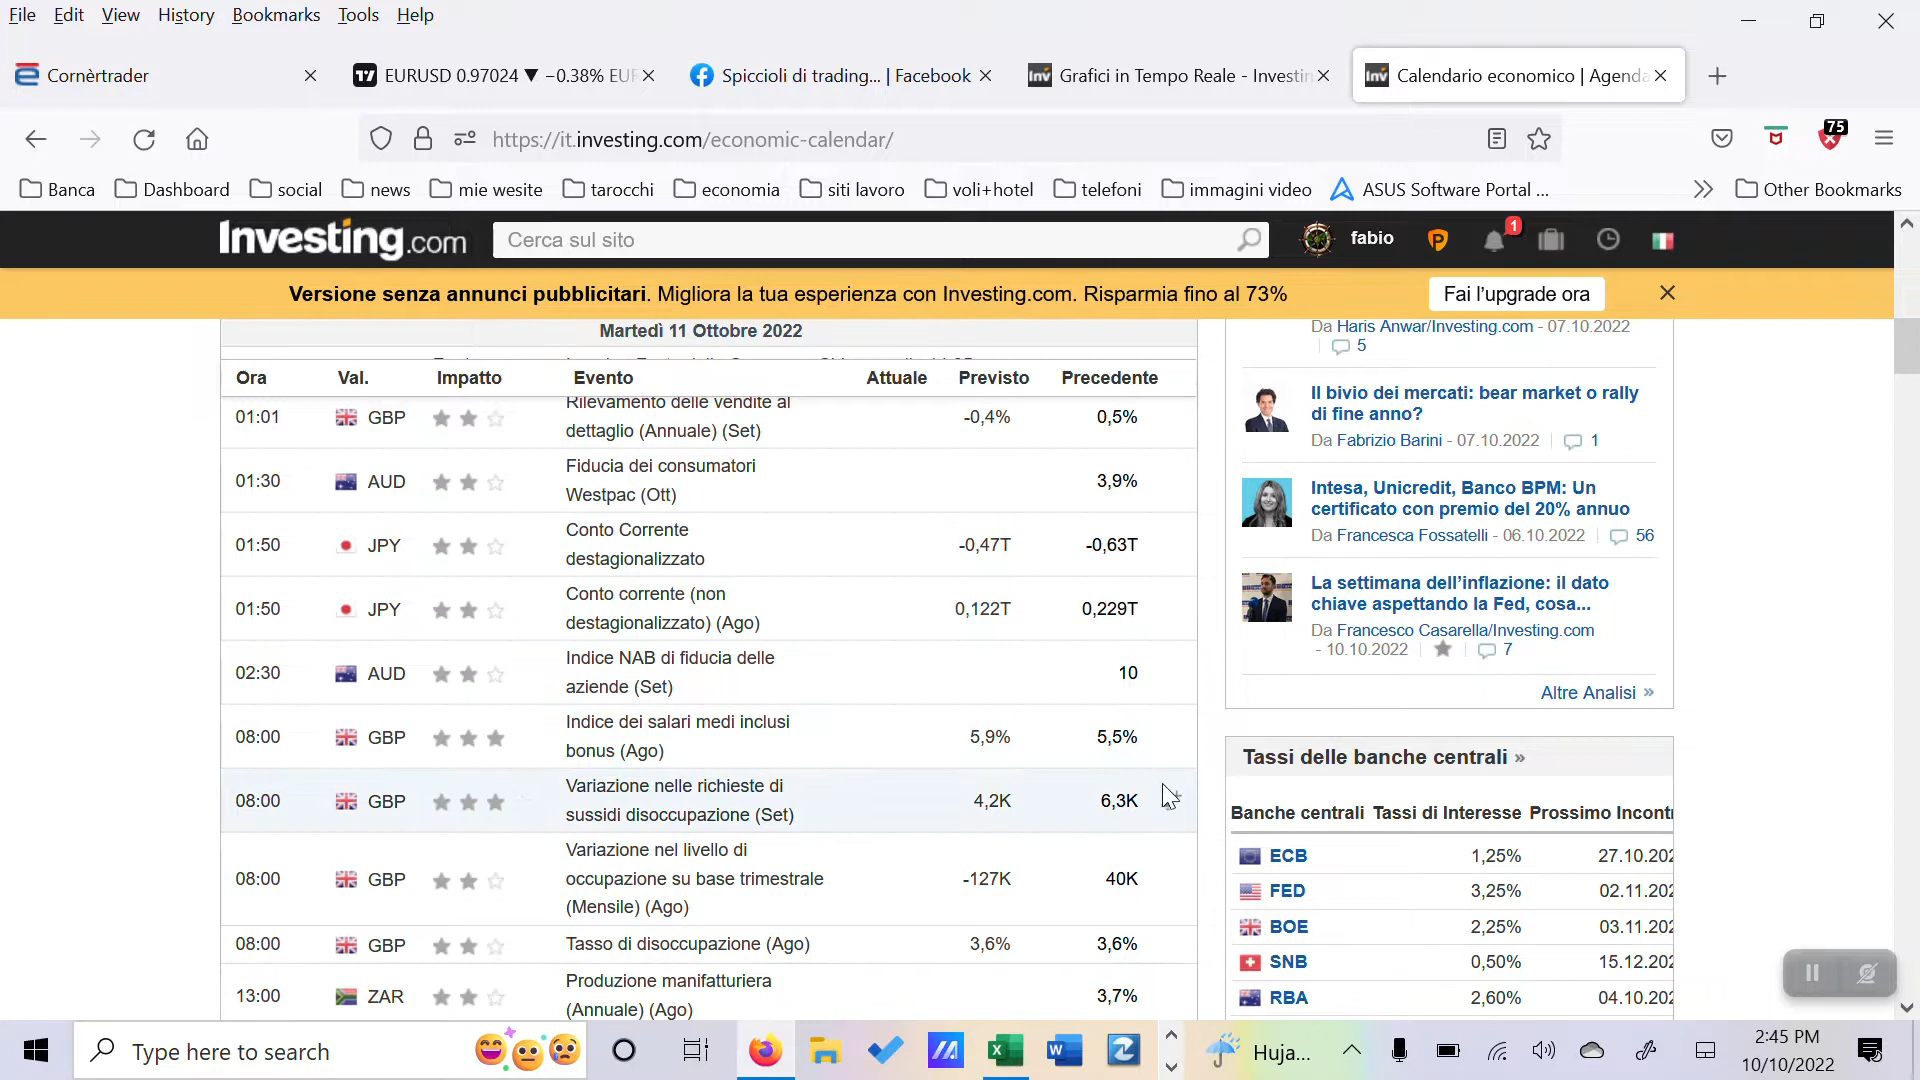 File Edit View History Bookmarks Tools Help
Cornèrtrader
EURUSD 0.97024 ▼ −0.38% EUR
Spiccioli di trading... | Facebook
Grafici in Tempo Reale - Investin
Calendario economico | Agenda
https://it.investing.com/economic-calendar/
75
Banca Dashboard social news mie wesite tarocchi economia siti lavoro voli+hotel telefoni immagini video ASUS Software Portal ... Other Bookmarks
Investing.com
Cerca sul sito
fabio
1
Versione senza annunci pubblicitari. Migliora la tua esperienza con Investing.com. Risparmia fino al 73%
Fai l'upgrade ora
Martedì 11 Ottobre 2022
Ora Val. Impatto Evento Attuale Previsto Precedente
Rilevamento delle vendite al
01:01 GBP -0,4% 0,5%
dettaglio (Annuale) (Set)
Fiducia dei consumatori
01:30 AUD 3,9%
Westpac (Ott)
Conto Corrente
01:50 JPY -0,47T -0,63T
destagionalizzato
Conto corrente (non
01:50 JPY 0,122T 0,229T
destagionalizzato) (Ago)
Indice NAB di fiducia delle
02:30 AUD 10
aziende (Set)
Indice dei salari medi inclusi
08:00 GBP 5,9% 5,5%
bonus (Ago)
Variazione nelle richieste di
08:00 GBP 4,2K 6,3K
sussidi disoccupazione (Set)
Variazione nel livello di
08:00 GBP occupazione su base trimestrale -127K 40K
(Mensile) (Ago)
08:00 GBP Tasso di disoccupazione (Ago) 3,6% 3,6%
Produzione manifatturiera
13:00 ZAR 3,7%
(Annuale) (Ago)
Da Haris Anwar/Investing.com - 07.10.2022
5
Il bivio dei mercati: bear market o rally
di fine anno?
Da Fabrizio Barini - 07.10.2022 1
Intesa, Unicredit, Banco BPM: Un
certificato con premio del 20% annuo
Da Francesca Fossatelli - 06.10.2022 56
La settimana dell'inflazione: il dato
chiave aspettando la Fed, cosa...
Da Francesco Casarella/Investing.com
- 10.10.2022 7
Altre Analisi »
Tassi delle banche centrali »
Banche centrali Tassi di Interesse Prossimo Incont
ECB 1,25% 27.10.202
FED 3,25% 02.11.202
BOE 2,25% 03.11.202
SNB 0,50% 15.12.202
RBA 2,60% 04.10.202
Type here to search
Huja...
2:45 PM
10/10/2022